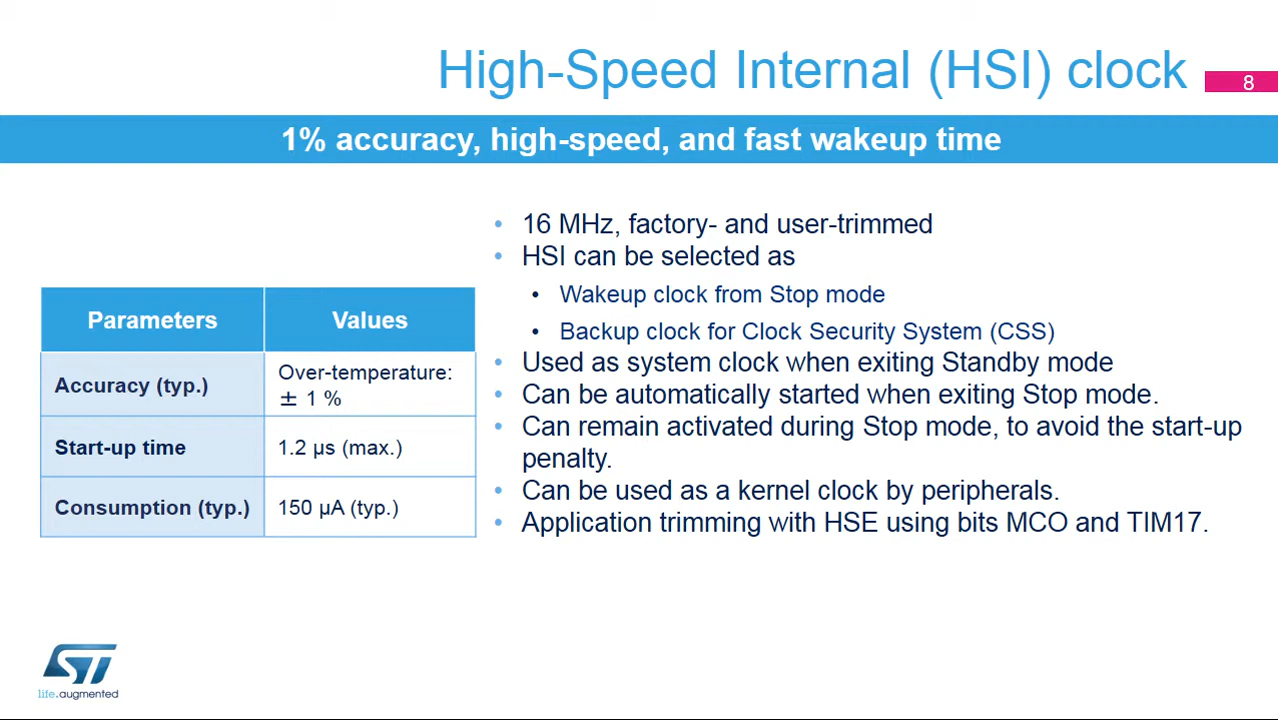 High-Speed Internal (HSI) clock
8
1% accuracy, high-speed, and fast wakeup time
Parameters Values
Accuracy (typ.) Over-temperature:
± 1 %
Start-up time 1.2 µs (max.)
Consumption (typ.) 150 µA (typ.)
• 16 MHz, factory- and user-trimmed
• HSI can be selected as
• Wakeup clock from Stop mode
• Backup clock for Clock Security System (CSS)
• Used as system clock when exiting Standby mode
• Can be automatically started when exiting Stop mode.
• Can remain activated during Stop mode, to avoid the start-up
penalty.
• Can be used as a kernel clock by peripherals.
• Application trimming with HSE using bits MCO and TIM17.
ST
life.augmented